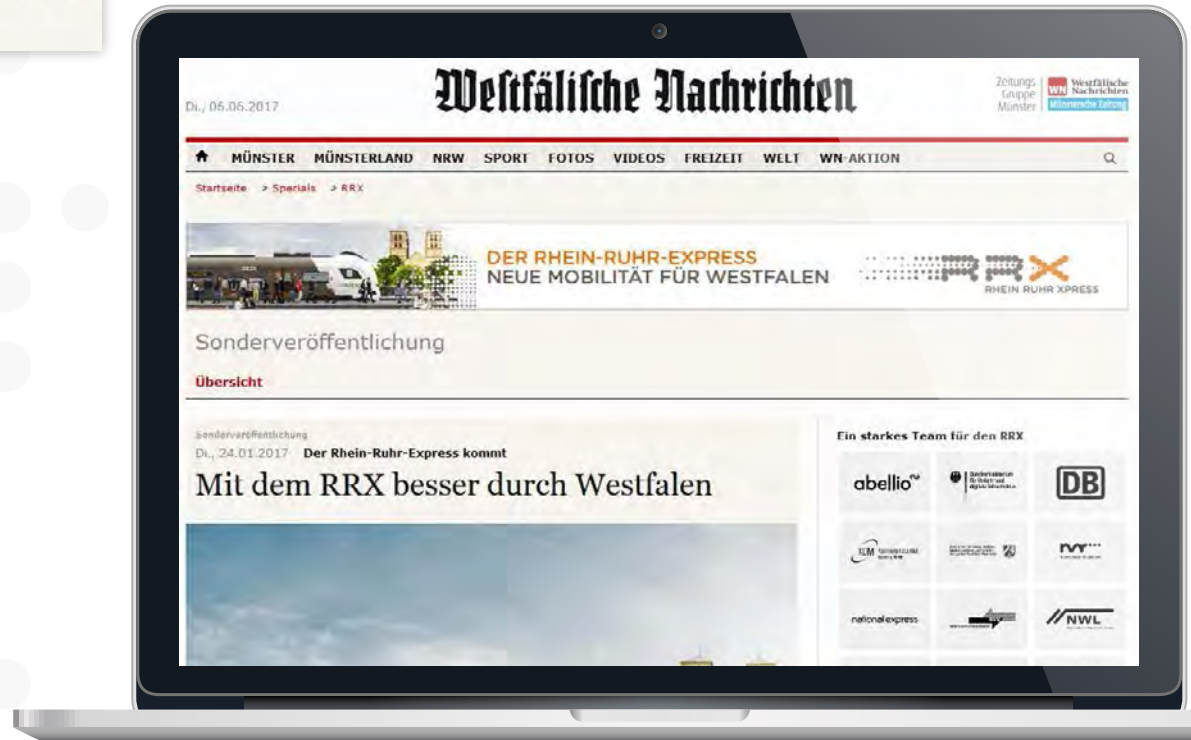 Weſtfäliſche Nachrichten
Di., 06.06.2017
Zeitungs
Gruppe
Münster
WN Westfälische
Nachrichten
Münstersche Zeitung
MÜNSTER MÜNSTERLAND NRW SPORT FOTOS VIDEOS FREIZEIT WELT WN-AKTION
Startseite > Specials > RRX
DER RHEIN-RUHR-EXPRESS
NEUE MOBILITÄT FÜR WESTFALEN
RRX
RHEIN RUHR XPRESS
Sonderveröffentlichung
Übersicht
Sonderveröffentlichung
Di., 24.01.2017 Der Rhein-Ruhr-Express kommt
Mit dem RRX besser durch Westfalen
Ein starkes Team für den RRX
abellio
DB
nationalexpress
NWL